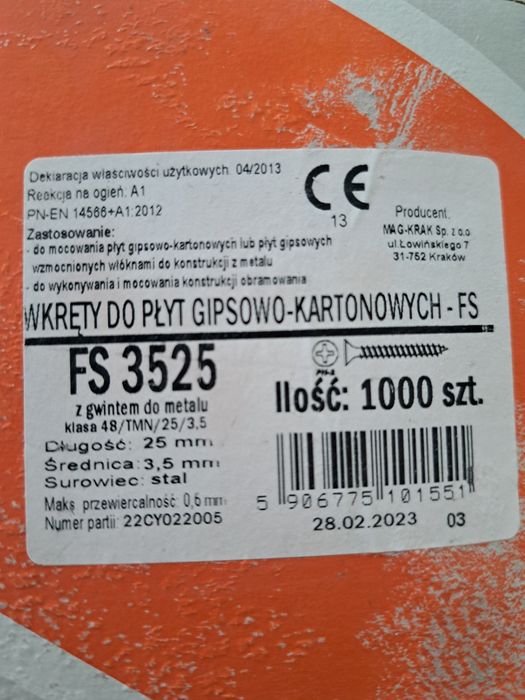 Deklaracja właściwości użytkowych 04/2013
Reakcja na ogień: A1
PN-EN 14566+A1:2012
CE
13
Producent:
MAG-KRAK Sp. z o.o
ul.Łowińskiego 7
31-752 Kraków
Zastosowanie:
- do mocowania płyt gipsowo-kartonowych lub płyt gipsowych
wzmocnionych włóknami do konstrukcji z metalu
- do wykonywania i mocowania konstrukcji obramowania
WKRĘTY DO PŁYT GIPSOWO-KARTONOWYCH - FS
FS 3525
z gwintem do metalu
klasa 48/TMN/25/3,5
Długość: 25 mm
Średnica: 3,5 mm
Surowiec: stal
Maks przewiercalność: 0,6 mm
Numer partii: 22CY022005
PH-2
Ilość: 1000 szt.
5 906775 101551
28.02.2023 03